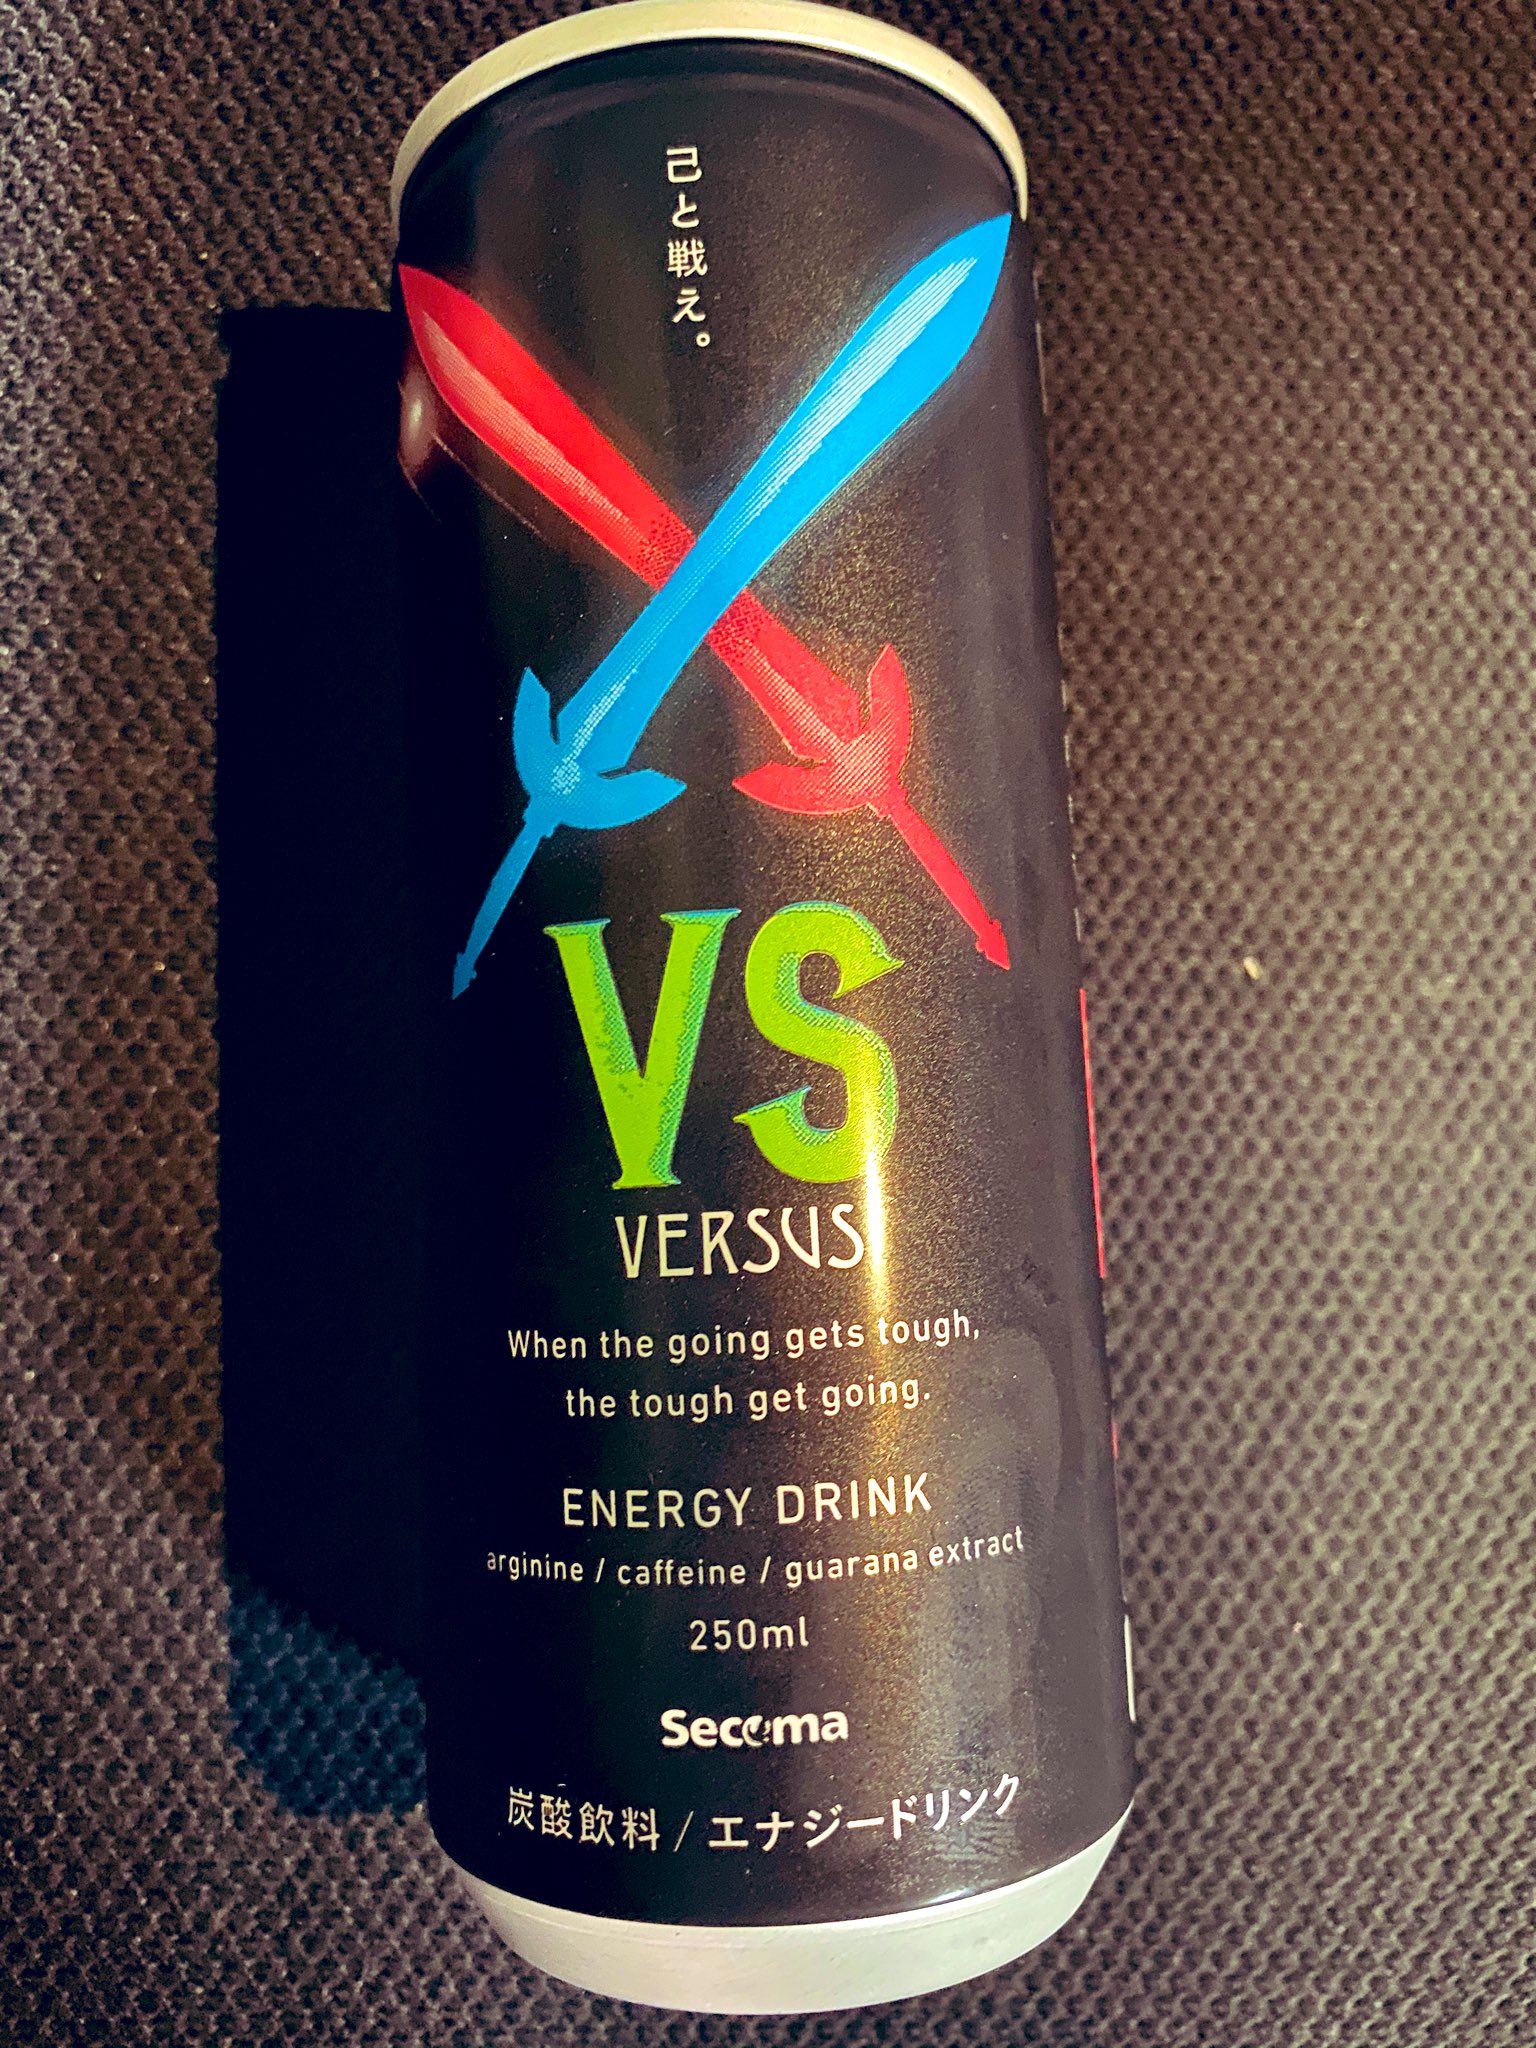 己と戦え。
VS
VERSUS
When the going gets tough,
the tough get going.
ENERGY DRINK
arginine / caffeine / guarana extract
250ml
Secoma
炭酸飲料 / エナジードリンク